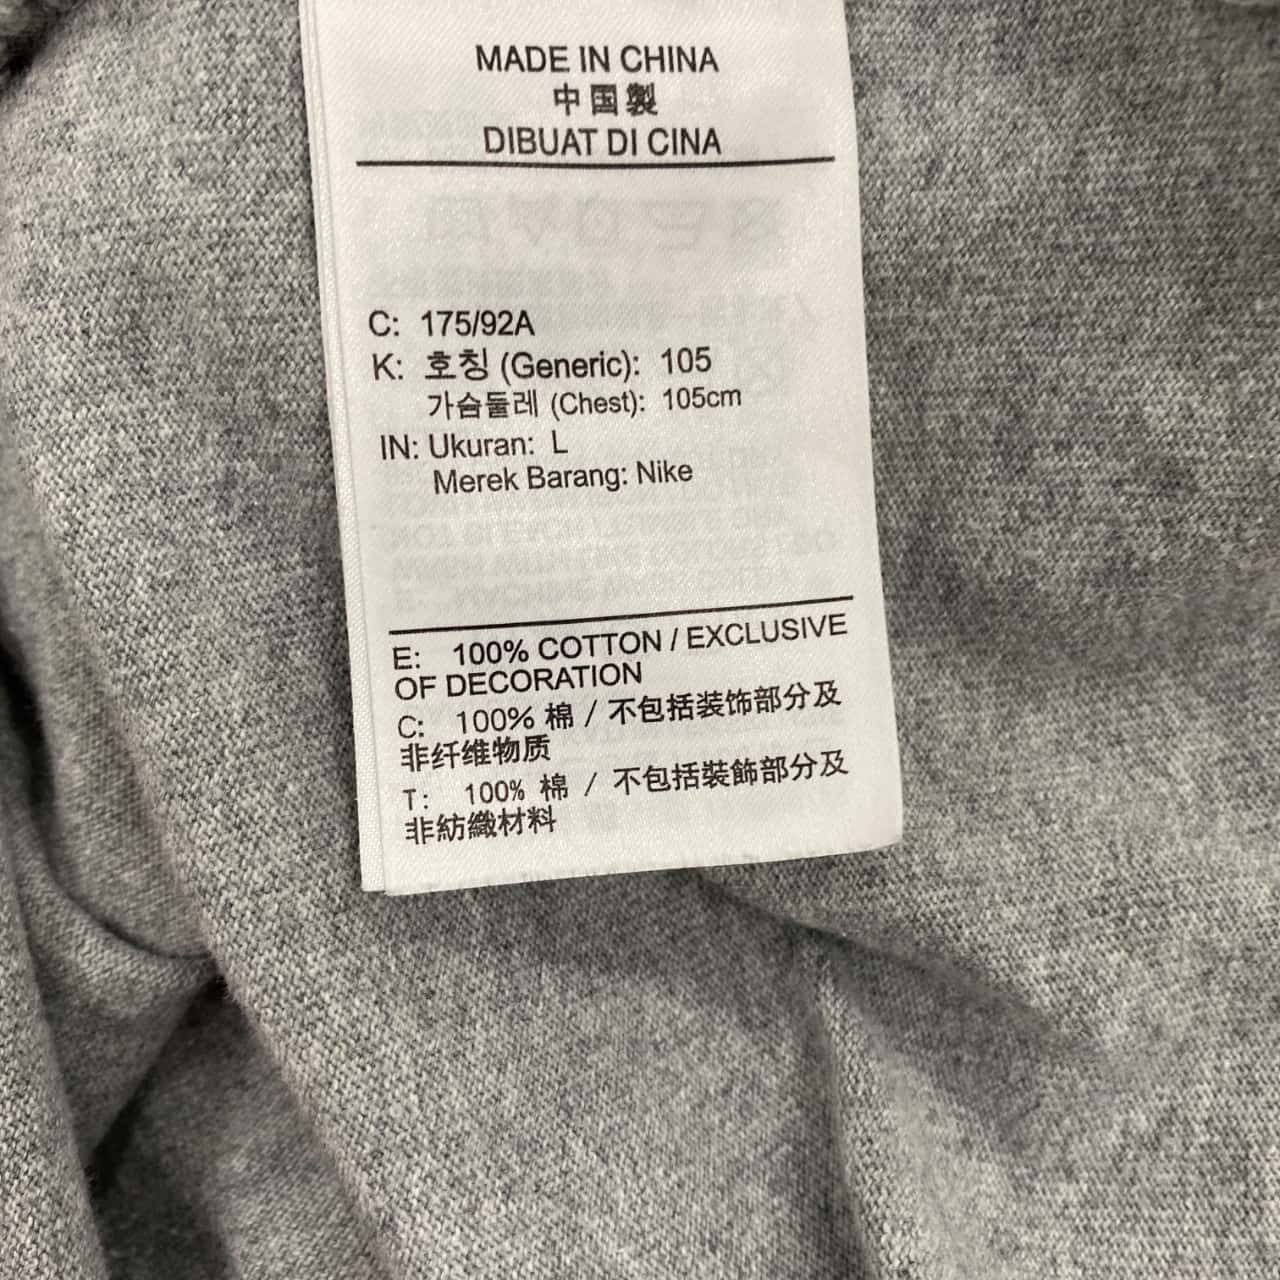 MADE IN CHINA
中国製
DIBUAT DI CINA
C: 175/92A
K: 호칭 (Generic): 105
가슴둘레 (Chest): 105cm
IN: Ukuran: L
Merek Barang: Nike
E: 100% COTTON / EXCLUSIVE
OF DECORATION
C: 100% 棉 / 不包括装饰部分及
非纤维物质
T: 100% 棉 / 不包括裝飾部分及
非紡織材料